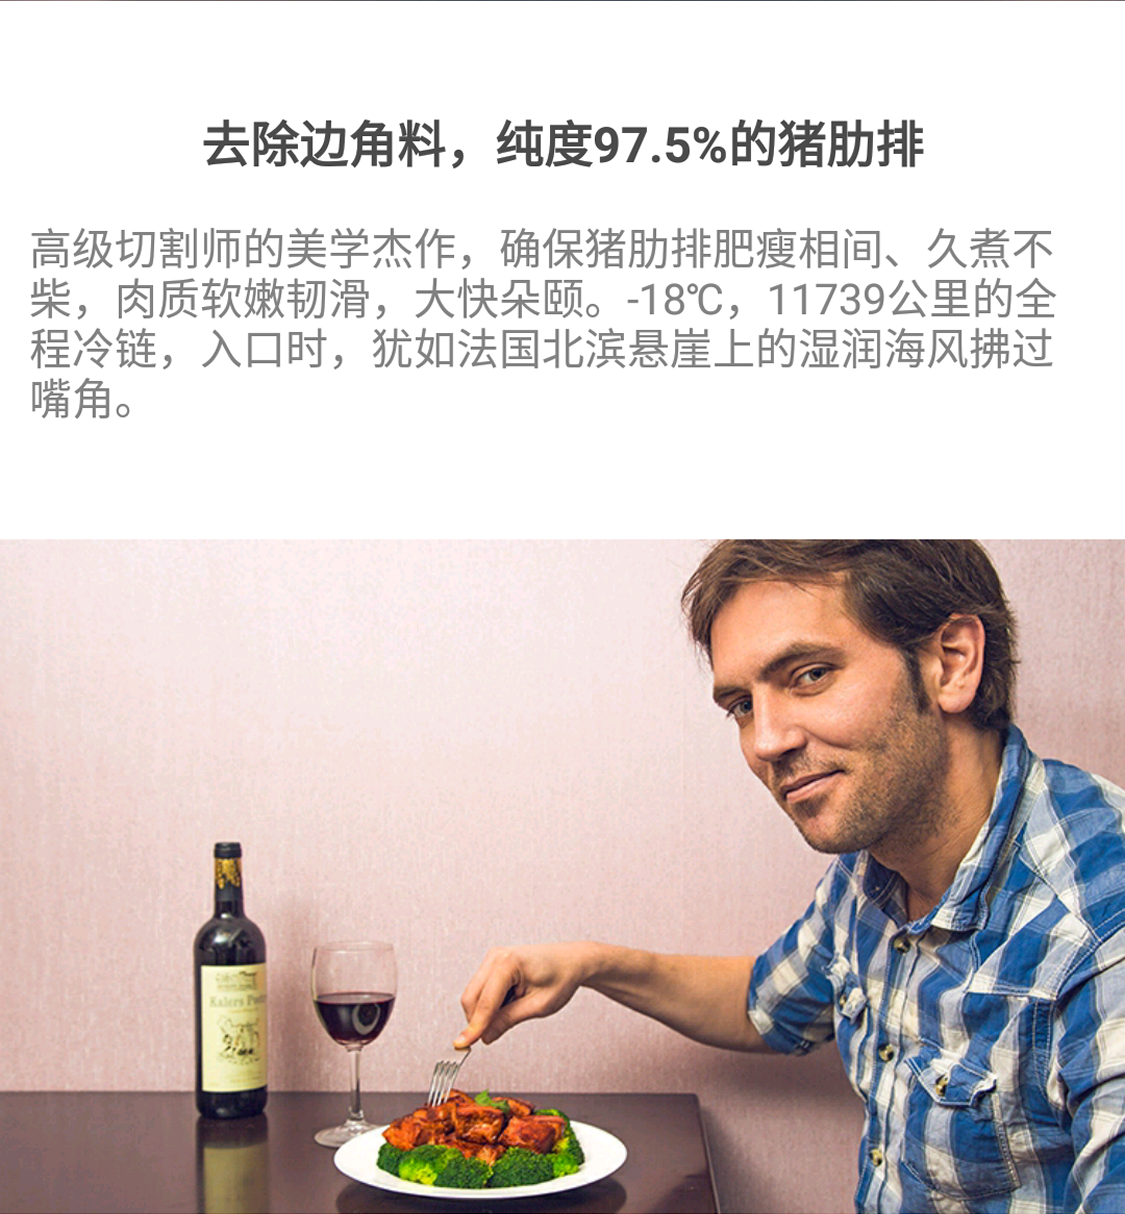 去除边角料，纯度97.5%的猪肋排
高级切割师的美学杰作，确保猪肋排肥瘦相间、久煮不
柴，肉质软嫩韧滑，大快朵颐。-18℃，11739公里的全
程冷链，入口时，犹如法国北滨悬崖上的湿润海风拂过
嘴角。
Kalers